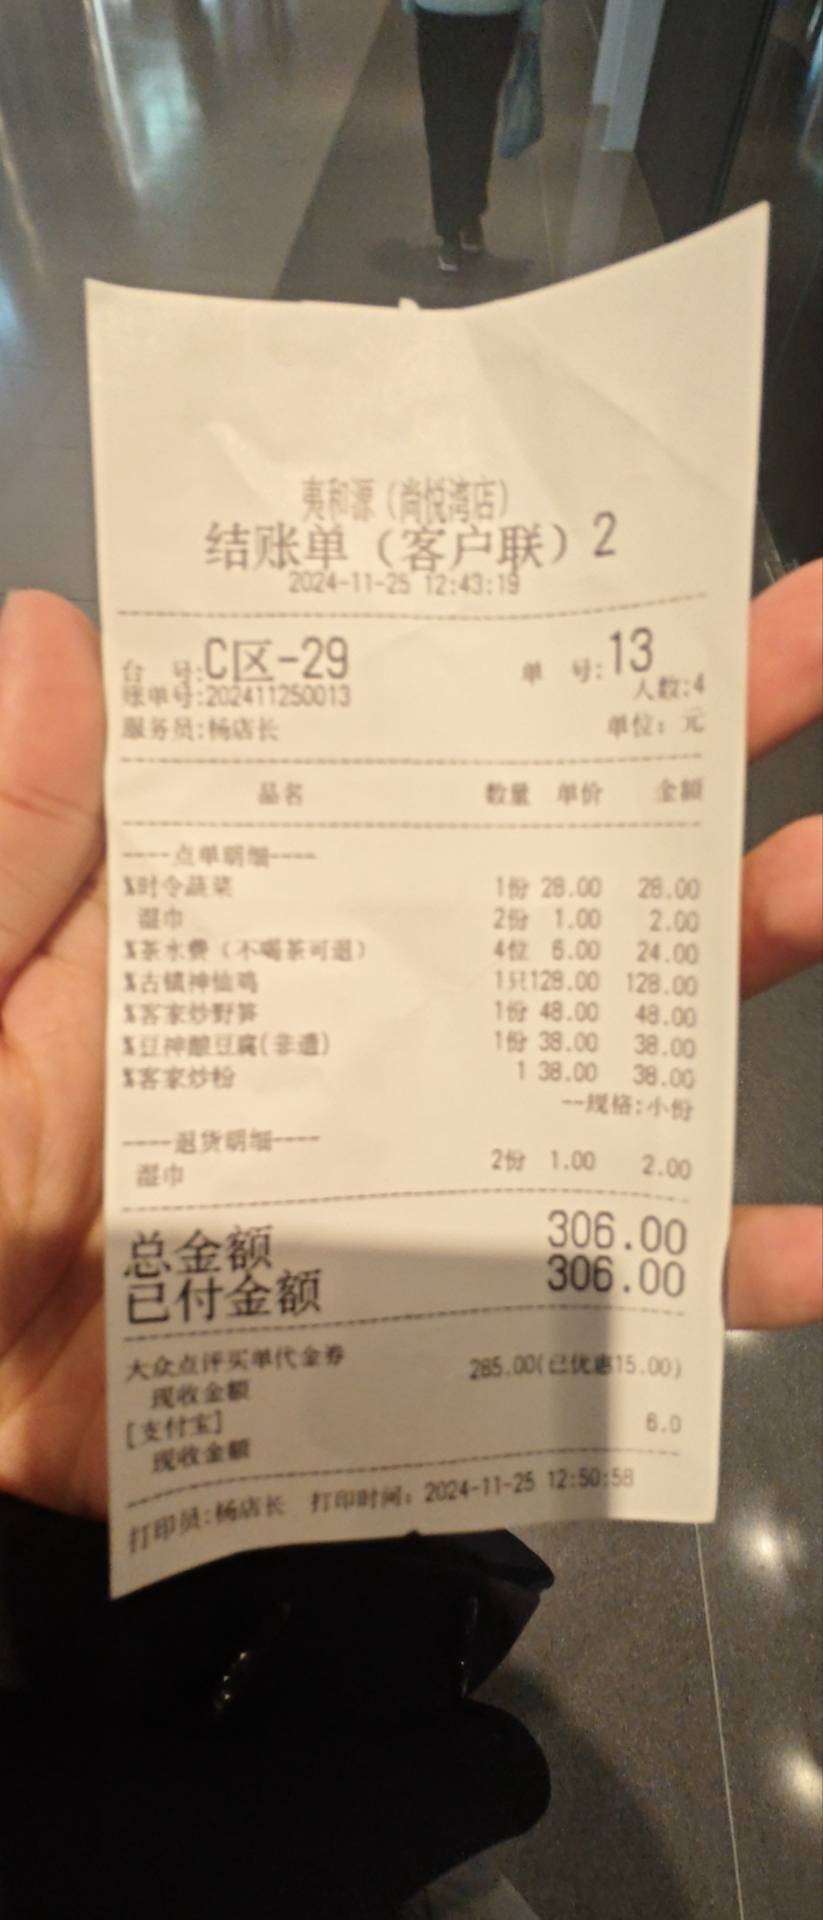 夷和源（尚悦湾店）
结账单（客户联）2
2024-11-25 12:43:19
台 号:C区-29 单 号:13
账单号:202411250013 人数:4
服务员:杨店长 单位: 元
品名 数量 单价 金额
----点单明细----
%时令蔬菜 1份 28.00 28.00
湿巾 2份 1.00 2.00
%茶水费（不喝茶可退） 4位 6.00 24.00
%古镇神仙鸡 1只128.00 128.00
%客家炒野笋 1份 48.00 48.00
%豆神酿豆腐(非遗) 1份 38.00 38.00
%客家炒粉 1 38.00 38.00
--规格:小份
----退货明细----
湿巾 2份 1.00 2.00
总金额 306.00
已付金额 306.00
大众点评买单代金券
现收金额 285.00(已优惠15.00)
[支付宝]
现收金额 6.0
打印员:杨店长 打印时间: 2024-11-25 12:50:58